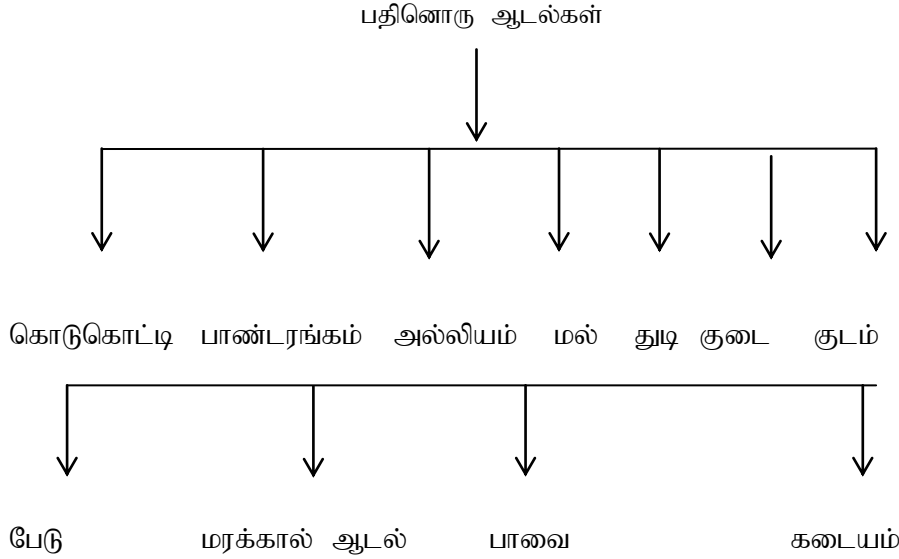 பதினொரு ஆடல்கள்
கொடுகொட்டி பாண்டரங்கம் அல்லியம் மல் துடி குடை குடம்
பேடு மரக்கால் ஆடல் பாவை கடையம்